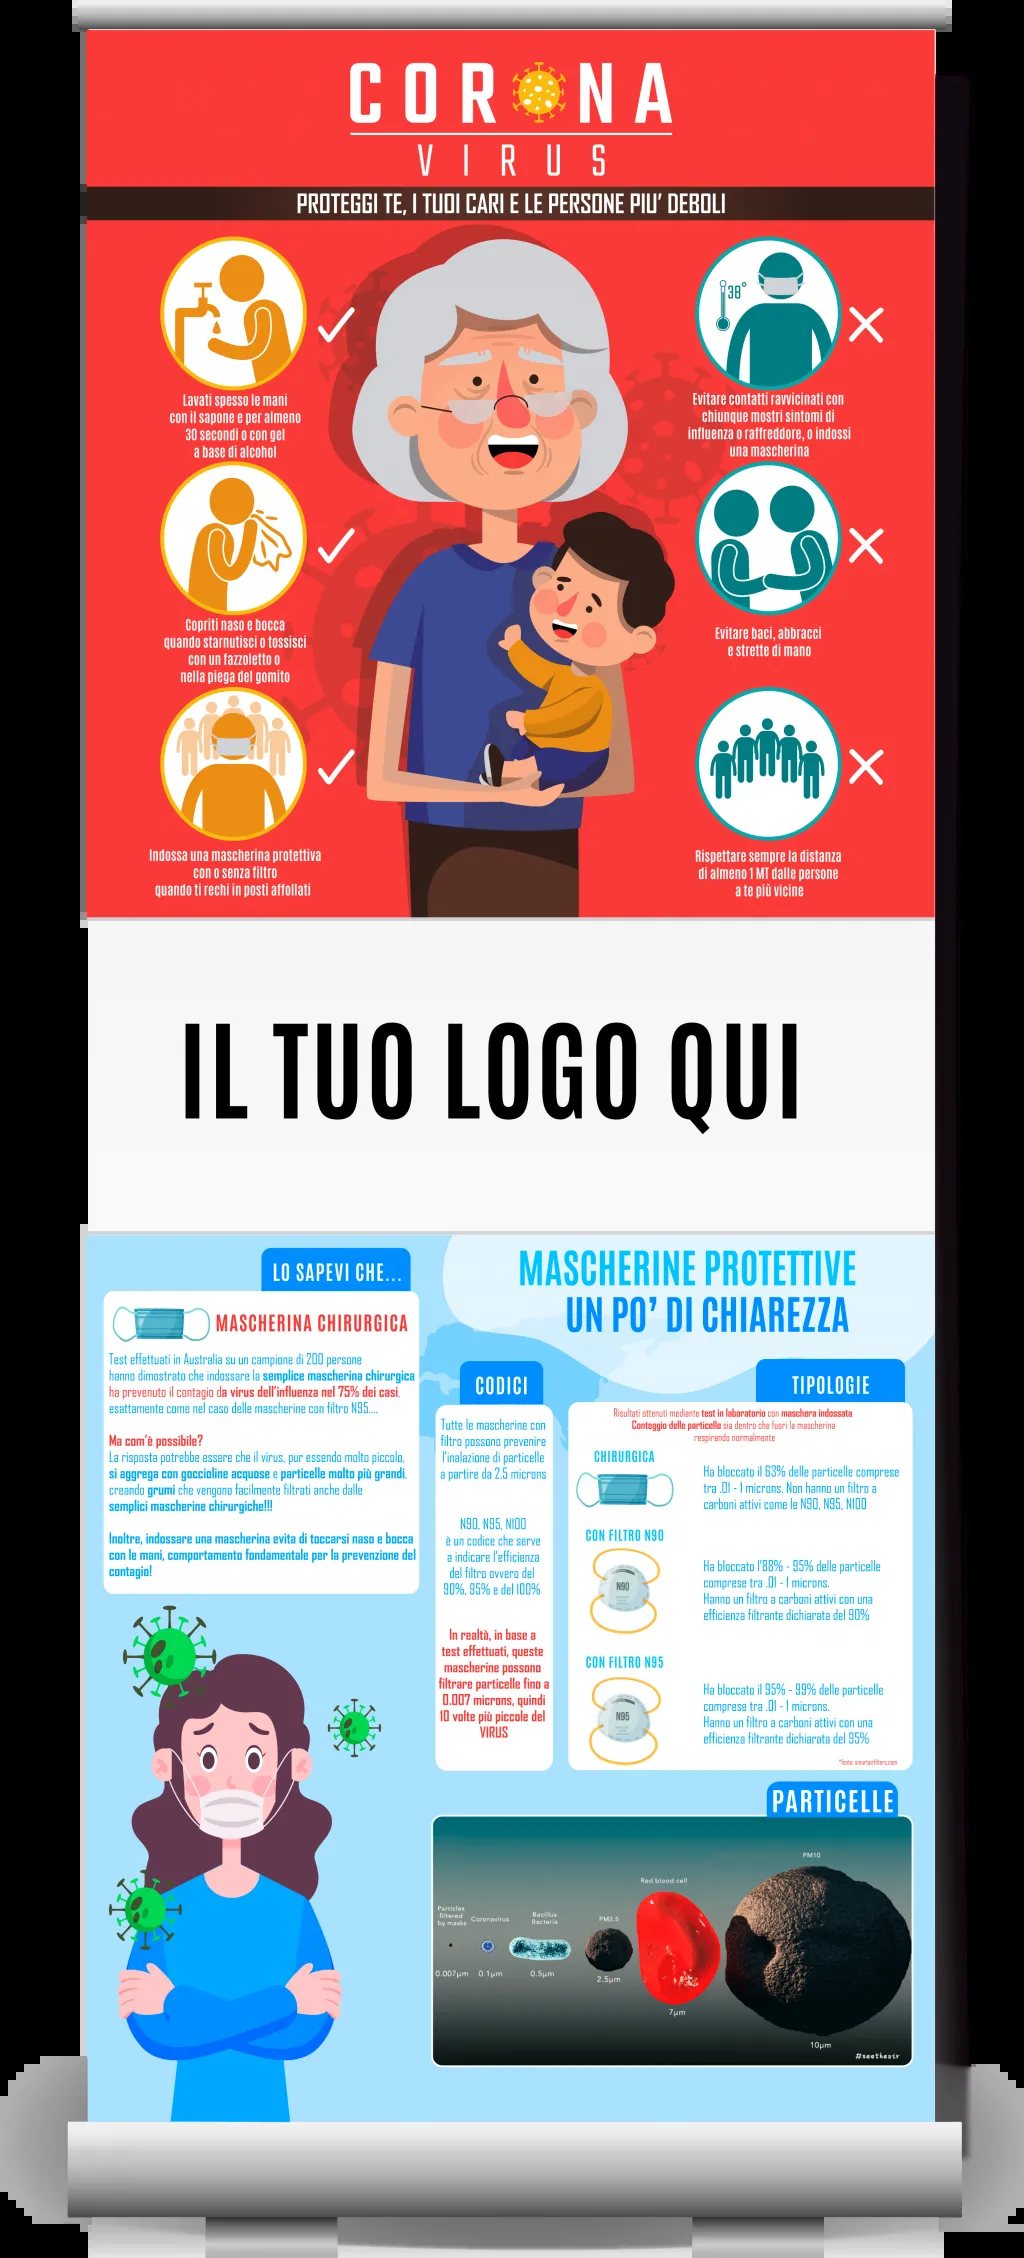 CORONA
VIRUS
PROTEGGI TE, I TUOI CARI E LE PERSONE PIU' DEBOLI
Lavati spesso le mani
con il sapone e per almeno
30 secondi o con gel
a base di alcohol
Copriti naso e bocca
quando starnutisci o tossisci
con un fazzoletto o
nella piega del gomito
Indossa una mascherina protettiva
con o senza filtro
quando ti rechi in posti affollati
38°
Evitare contatti ravvicinati con
chiunque mostri sintomi di
influenza o raffreddore, o indossi
una mascherina
Evitare baci, abbracci
e strette di mano
Rispettare sempre la distanza
di almeno 1 MT dalle persone
a te più vicine
IL TUO LOGO QUI
LO SAPEVI CHE...
MASCHERINA CHIRURGICA
Test effettuati in Australia su un campione di 200 persone
hanno dimostrato che indossare la semplice mascherina chirurgica
ha prevenuto il contagio da virus dell'influenza nel 75% dei casi,
esattamente come nel caso delle mascherine con filtro N95....
Ma com'è possibile?
La risposta potrebbe essere che il virus, pur essendo molto piccolo,
si aggrega con goccioline acquose e particelle molto più grandi,
creando grumi che vengono facilmente filtrati anche dalle
semplici mascherine chirurgiche!!!
Inoltre, indossare una mascherina evita di toccarsi naso e bocca
con le mani, comportamento fondamentale per la prevenzione del
contagio!
MASCHERINE PROTETTIVE
UN PO' DI CHIAREZZA
CODICI
Tutte le mascherine con
filtro possono prevenire
l'inalazione di particelle
a partire da 2.5 microns
N90, N95, N100
è un codice che serve
a indicare l'efficienza
del filtro ovvero del
90%, 95% e del 100%
In realtà, in base a
test effettuati, queste
mascherine possono
filtrare particelle fino a
0.007 microns, quindi
10 volte più piccole del
VIRUS
TIPOLOGIE
Risultati ottenuti mediante test in laboratorio con maschera indossata
Conteggio delle particelle sia dentro che fuori la mascherina
respirando normalmente
CHIRURGICA
Ha bloccato il 63% delle particelle comprese
tra .01 - 1 microns. Non hanno un filtro a
carboni attivi come le N90, N95, N100
CON FILTRO N90
N90
Ha bloccato l'88% - 95% delle particelle
comprese tra .01 - 1 microns.
Hanno un filtro a carboni attivi con una
efficienza filtrante dichiarata del 90%
CON FILTRO N95
N95
Ha bloccato il 95% - 99% delle particelle
comprese tra .01 - 1 microns.
Hanno un filtro a carboni attivi con una
efficienza filtrante dichiarata del 95%
*fonte: smartairfilters.com
PARTICELLE
Particles
filtered
by masks
0.007µm
Coronavirus
0.1µm
Bacillus
Bacteria
0.5µm
PM2.5
2.5µm
Red blood cell
7µm
PM10
10µm
#seetheair